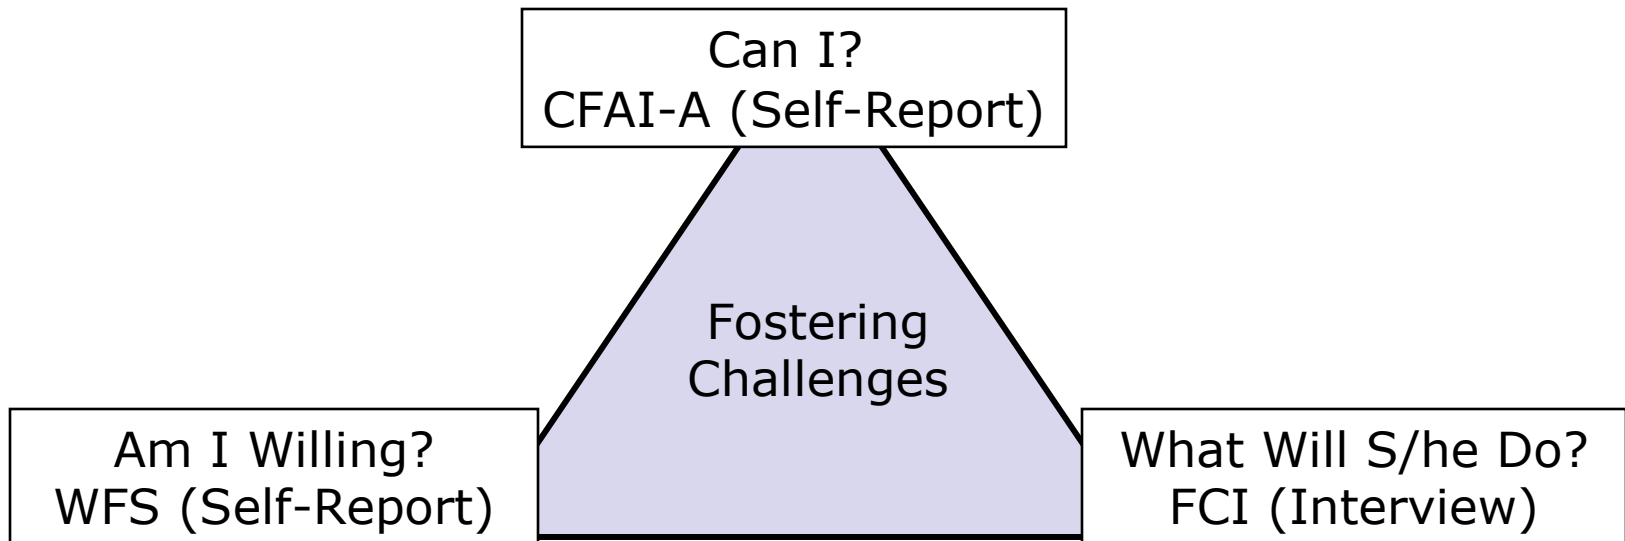 Can I?
CFAI-A (Self-Report)
Fostering
Challenges
Am I Willing?
WFS (Self-Report)
What Will S/he Do?
FCI (Interview)